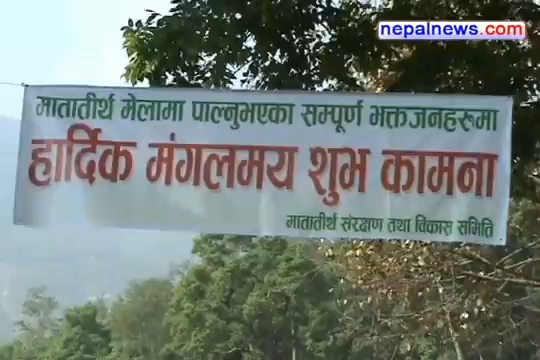 nepalnews.com
मातातीर्थ मेलामा पाल्नुभएका सम्पूर्ण भक्तजनहरुमा
हार्दिक मंगलमय शुभ कामना
मातातीर्थ संरक्षण तथा विकास समिति